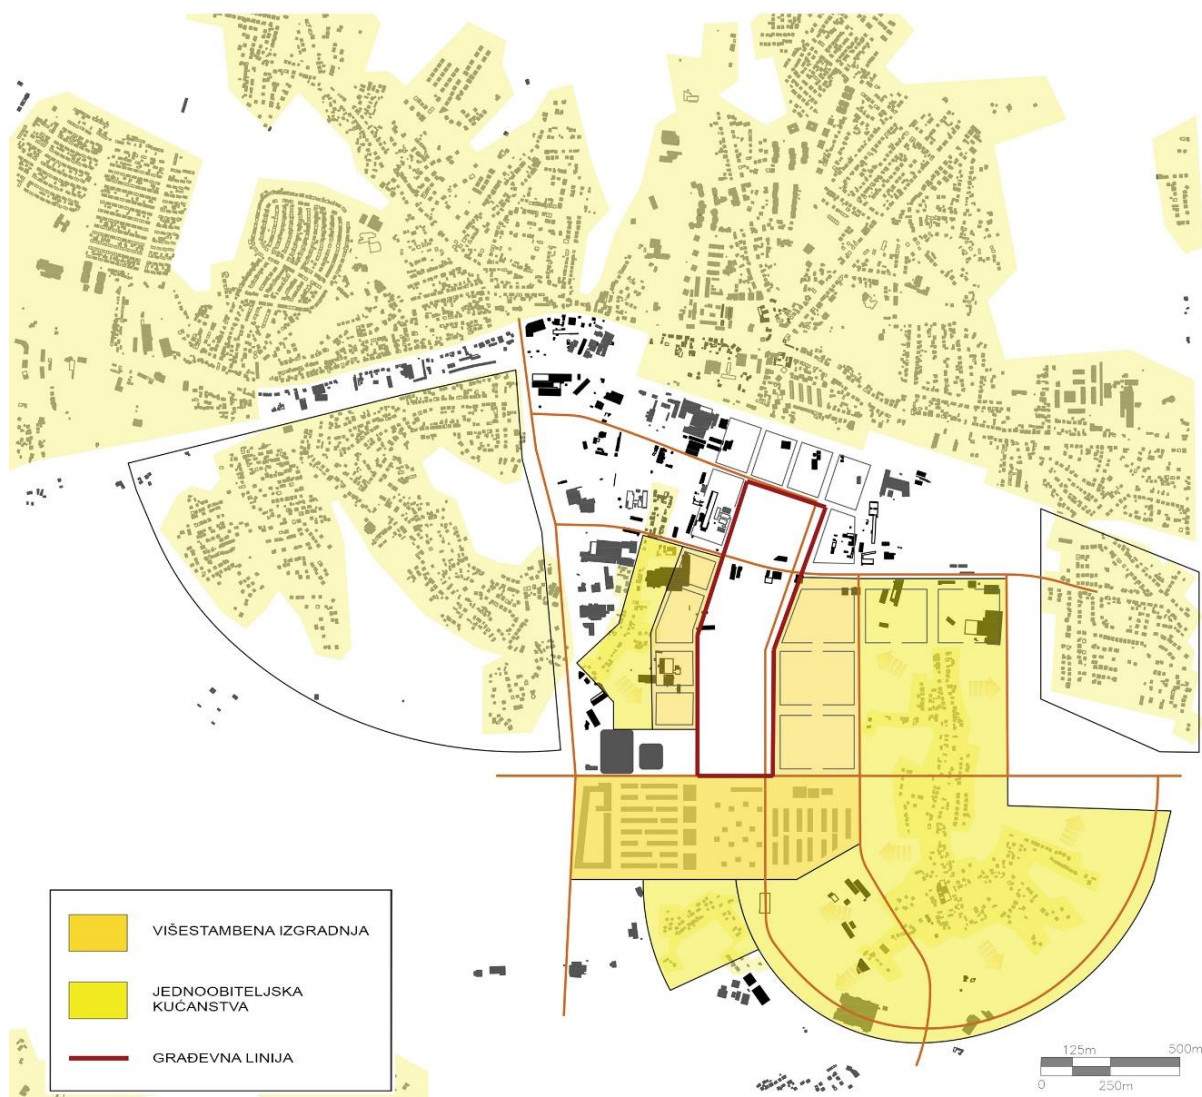 VIŠESTAMBENA IZGRADNJA
JEDNOOBITELJSKA
KUĆANSTVA
GRAĐEVNA LINIJA
125m 500m
0 250m